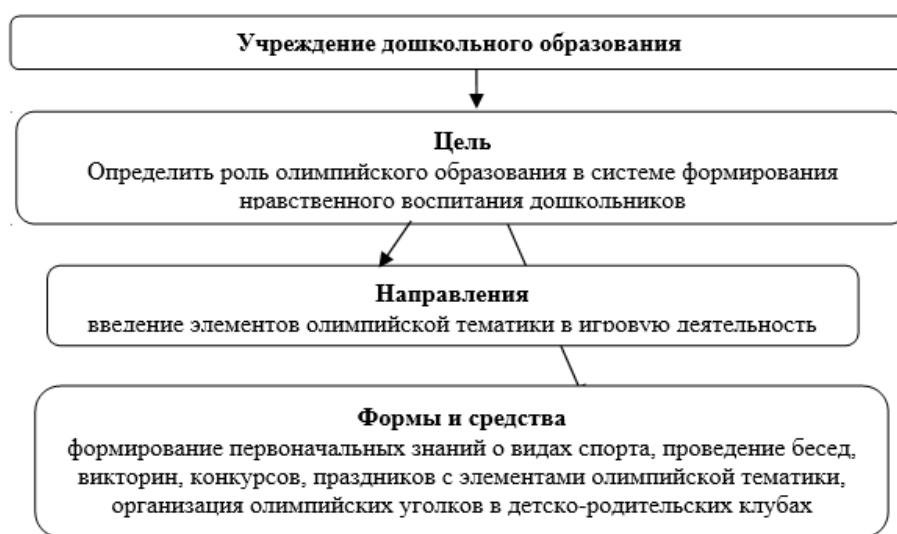 Учреждение дошкольного образования
Цель
Определить роль олимпийского образования в системе формирования
нравственного воспитания дошкольников
Направления
введение элементов олимпийской тематики в игровую деятельность
Формы и средства
формирование первоначальных знаний о видах спорта, проведение бесед,
викторин, конкурсов, праздников с элементами олимпийской тематики,
организация олимпийских уголков в детско-родительских клубах